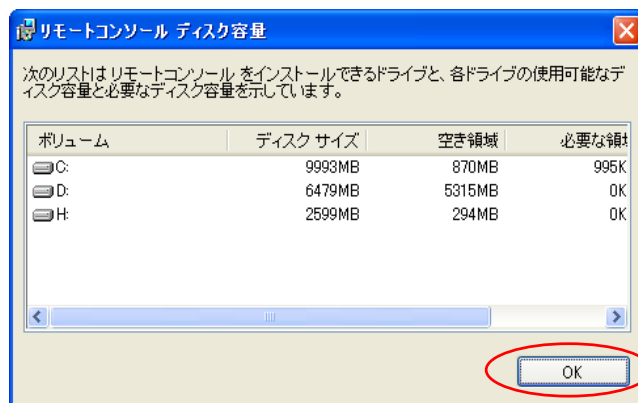 リモートコンソール ディスク容量
次のリストは リモートコンソール をインストールできるドライブと、各ドライブの使用可能なデ
ィスク容量と必要なディスク容量を示しています。
ボリューム ディスク サイズ 空き領域 必要な領域
C: 9993MB 870MB 995K
D: 6479MB 5315MB 0K
H: 2599MB 294MB 0K
OK